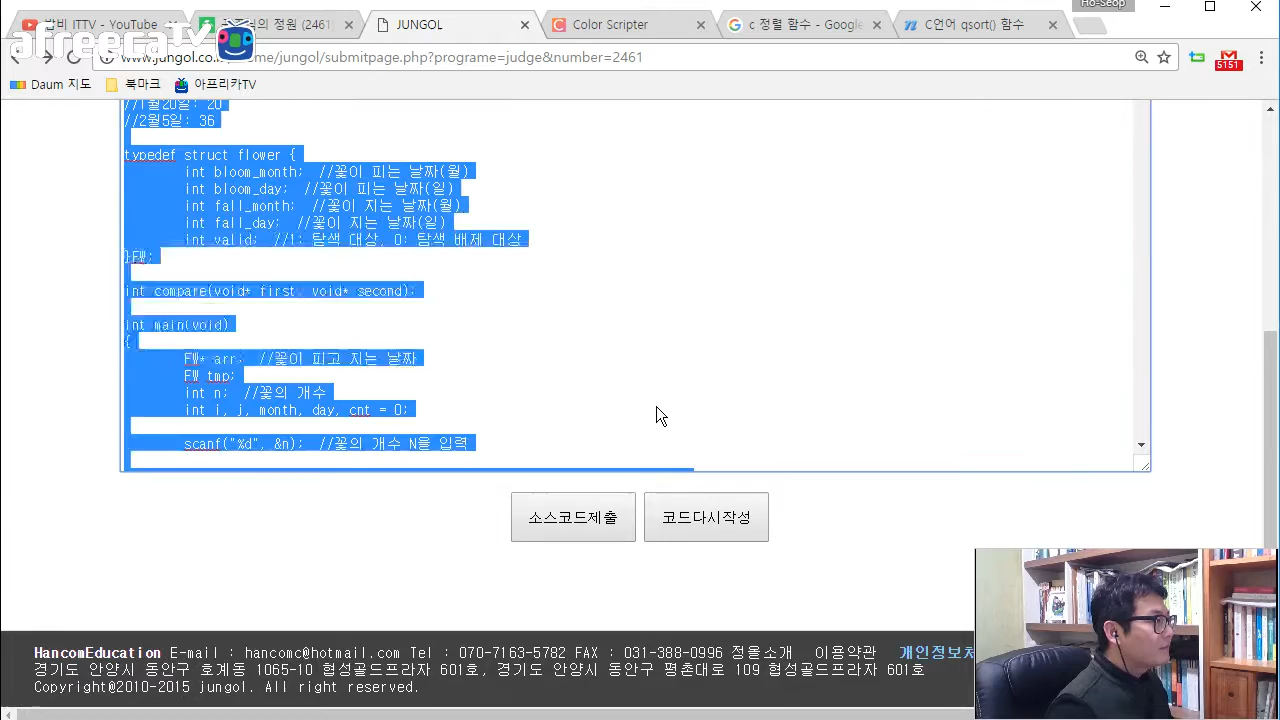 Ho-Seop
밥비 ITTV - YouTube
(2461)
JUNGOL
Color Scripter
c 정렬 함수 - Google
C언어 qsort() 함수
afreecaTV
www.jungol.co. /jungol/submitpage.php?programe=judge&number=2461
5151
Daum 지도
북마크
아프리카TV
//1월20일: 20
//2월5일: 36
typedef struct flower {
int bloom_month; //꽃이 피는 날짜(월)
int bloom_day; //꽃이 피는 날짜(일)
int fall_month; //꽃이 지는 날짜(월)
int fall_day; //꽃이 지는 날짜(일)
int valid; //1: 탐색 대상, 0: 탐색 배제 대상
}FW;
int compare(void* first, void* second);
int main(void)
{
FW* arr; //꽃이 피고 지는 날짜
FW tmp;
int n; //꽃의 개수
int i, j, month, day, cnt = 0;
scanf("%d", &n); //꽃의 개수 N을 입력
소스코드제출
코드다시작성
HancomEducation E-mail : hancomc@hotmail.com Tel : 070-7163-5782 FAX : 031-388-0996 정올소개 이용약관 개인정보처
경기도 안양시 동안구 호계동 1065-10 협성골드프라자 601호, 경기도 안양시 동안구 평촌대로 109 협성골드프라자 601호
Copyright@2010-2015 jungol. All right reserved.